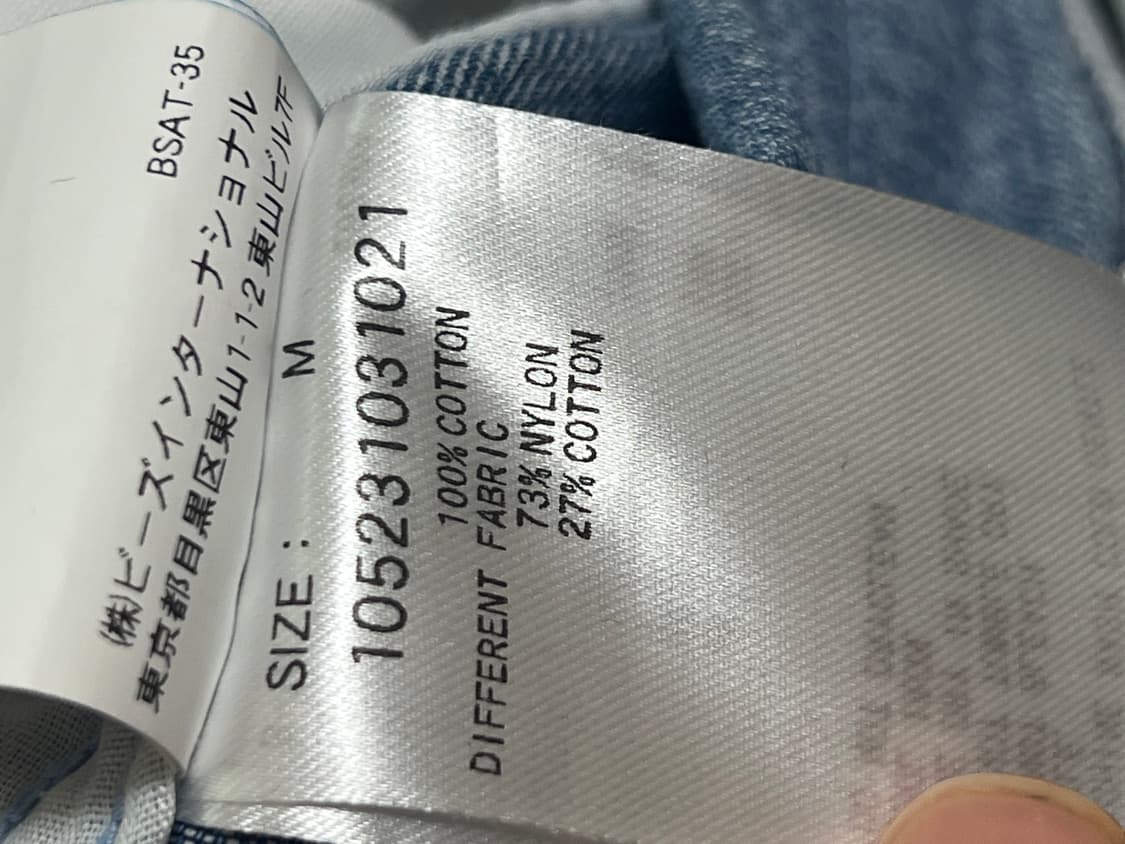 BSAT-35
㈱ビーズインターナショナル
東京都目黒区東山1-1-2 東山ビル7F
SIZE: M
105231031021
100% COTTON
DIFFERENT FABRIC
73% NYLON
27% COTTON